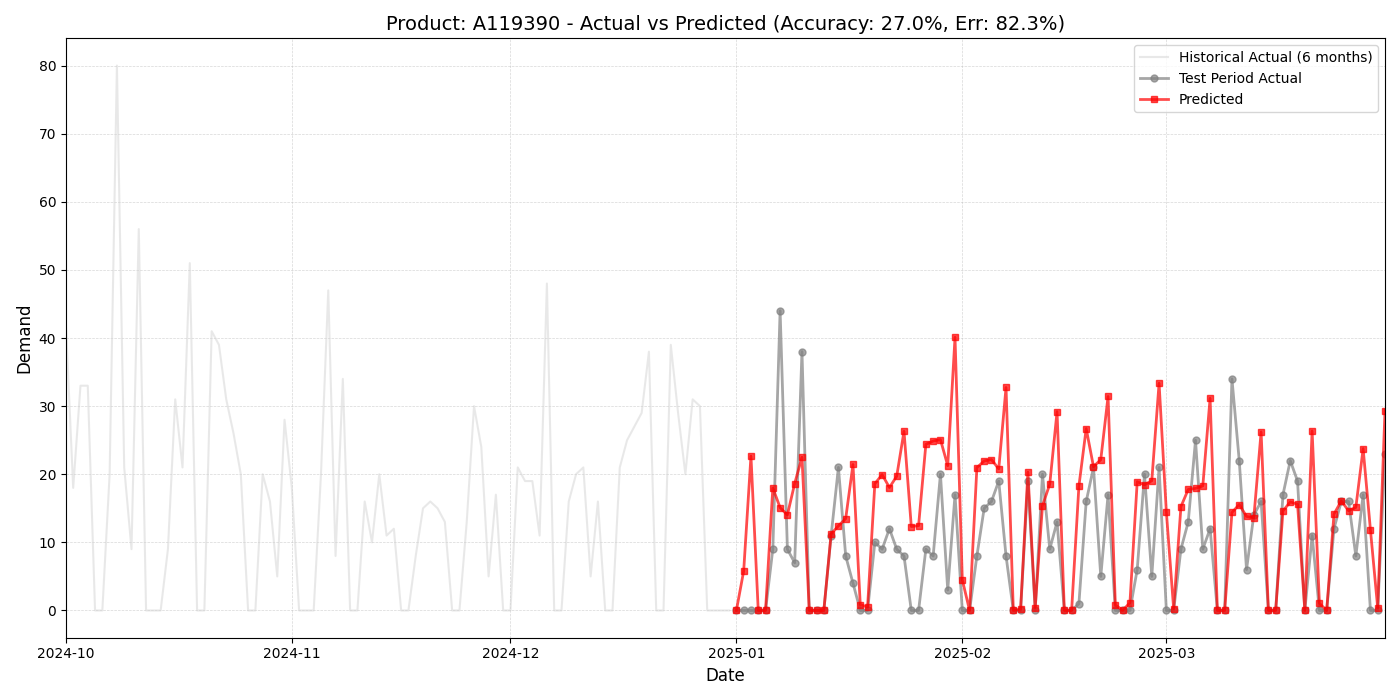 Product: A119390 - Actual vs Predicted (Accuracy: 27.0%, Err: 82.3%)
Historical Actual (6 months)
Test Period Actual
Predicted
Demand
80
70
60
50
40
30
20
10
0
2024-10
2024-11
2024-12
2025-01
2025-02
2025-03
Date